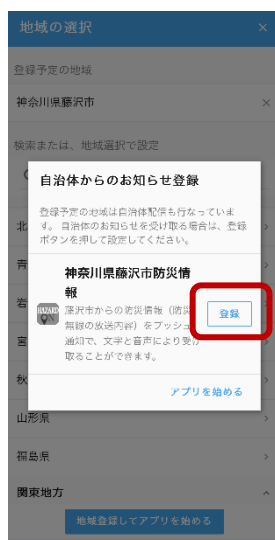 地域の選択
×
登録予定の地域
神奈川県藤沢市
×
検索または、地域選択で設定
自治体からのお知らせ登録
登録予定の地域は自治体配信も行なっていま
す。自治体のお知らせを受け取る場合は、登録
ボタンを押して設定してください。
北
青
神奈川県藤沢市防災情
報
岩
HAZARD
藤沢市からの防災情報（防災
無線の放送内容）をプッシュ
通知で、文字と音声により受け
取ることができます。
登録
宮
秋
アプリを始める
山形県
福島県
関東地方
地域登録してアプリを始める